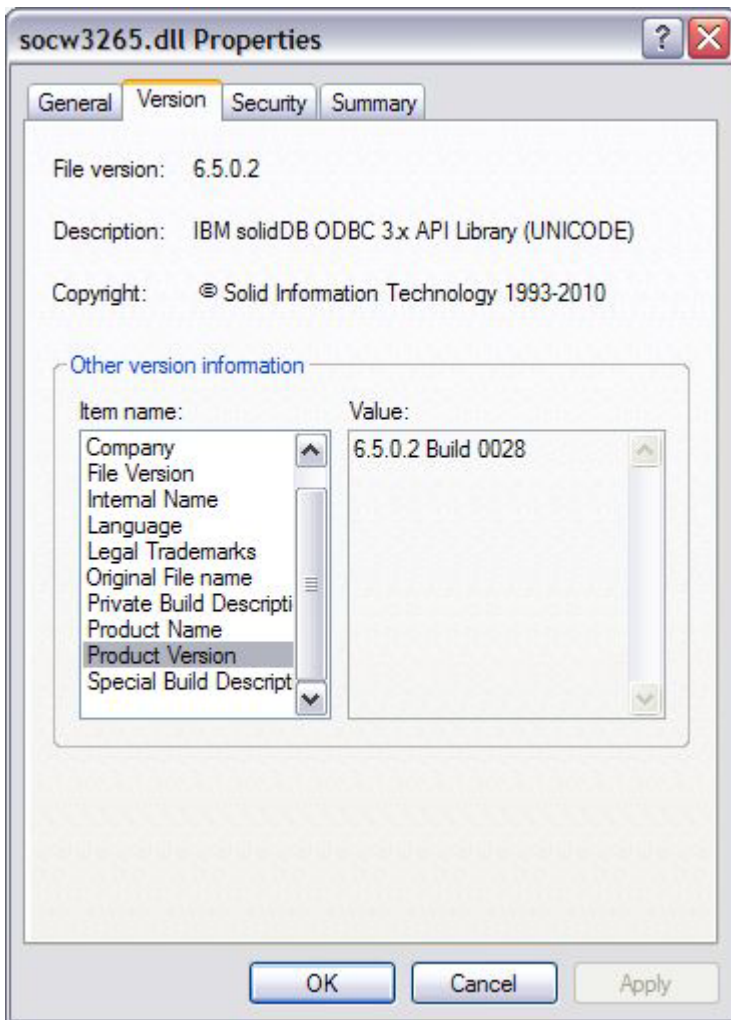 socw3265.dll Properties
General Version Security Summary
File version: 6.5.0.2
Description: IBM solidDB ODBC 3.x API Library (UNICODE)
Copyright: © Solid Information Technology 1993-2010
Other version information
Item name: Value:
Company 6.5.0.2 Build 0028
File Version
Internal Name
Language
Legal Trademarks
Original File name
Private Build Descripti
Product Name
Product Version
Special Build Descript
OK Cancel Apply